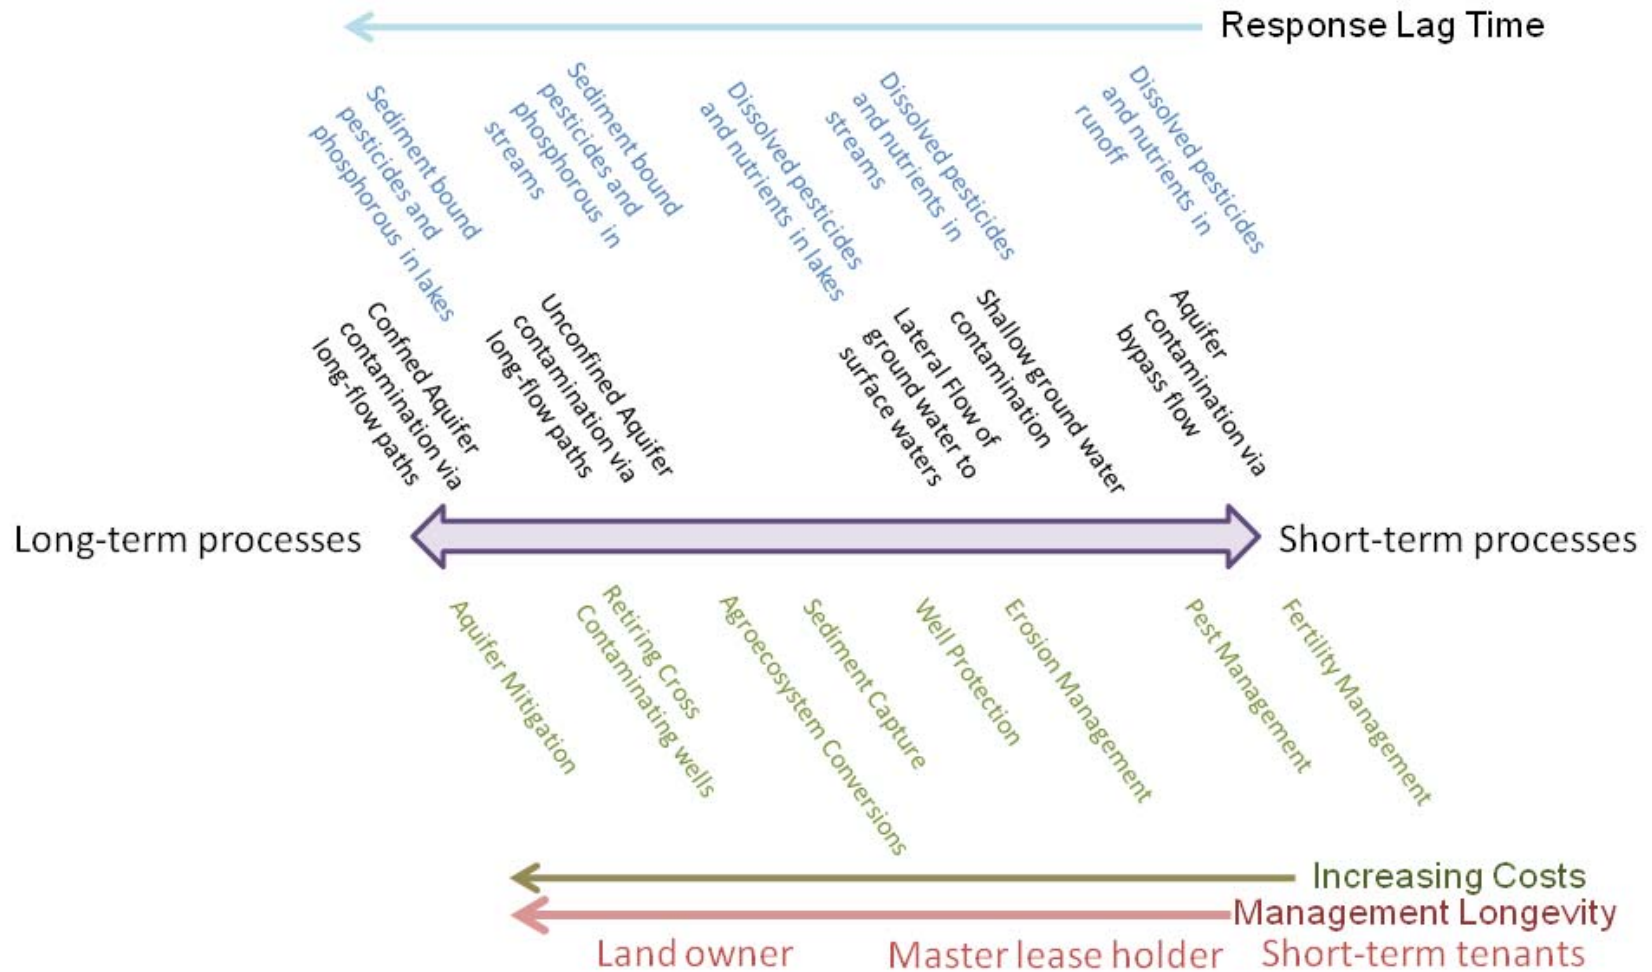 Response Lag Time
Sediment bound
pesticides and
phosphorous in lakes
Sediment bound
pesticides and
phosphorous in
streams
Dissolved pesticides
and nutrients in lakes
Dissolved pesticides
and nutrients in
streams
Dissolved pesticides
and nutrients in
runoff
Confned Aquifer
contamination via
long-flow paths
Unconfined Aquifer
contamination via
long-flow paths
Lateral Flow of
ground water to
surface waters
Shallow ground water
contamination
Aquifer
contamination via
bypass flow
Long-term processes
Short-term processes
Aquifer Mitigation
Retiring Cross
Contaminating wells
Agroecosystem Conversions
Sediment Capture
Well Protection
Erosion Management
Pest Management
Fertility Management
Increasing Costs
Management Longevity
Land owner
Master lease holder
Short-term tenants